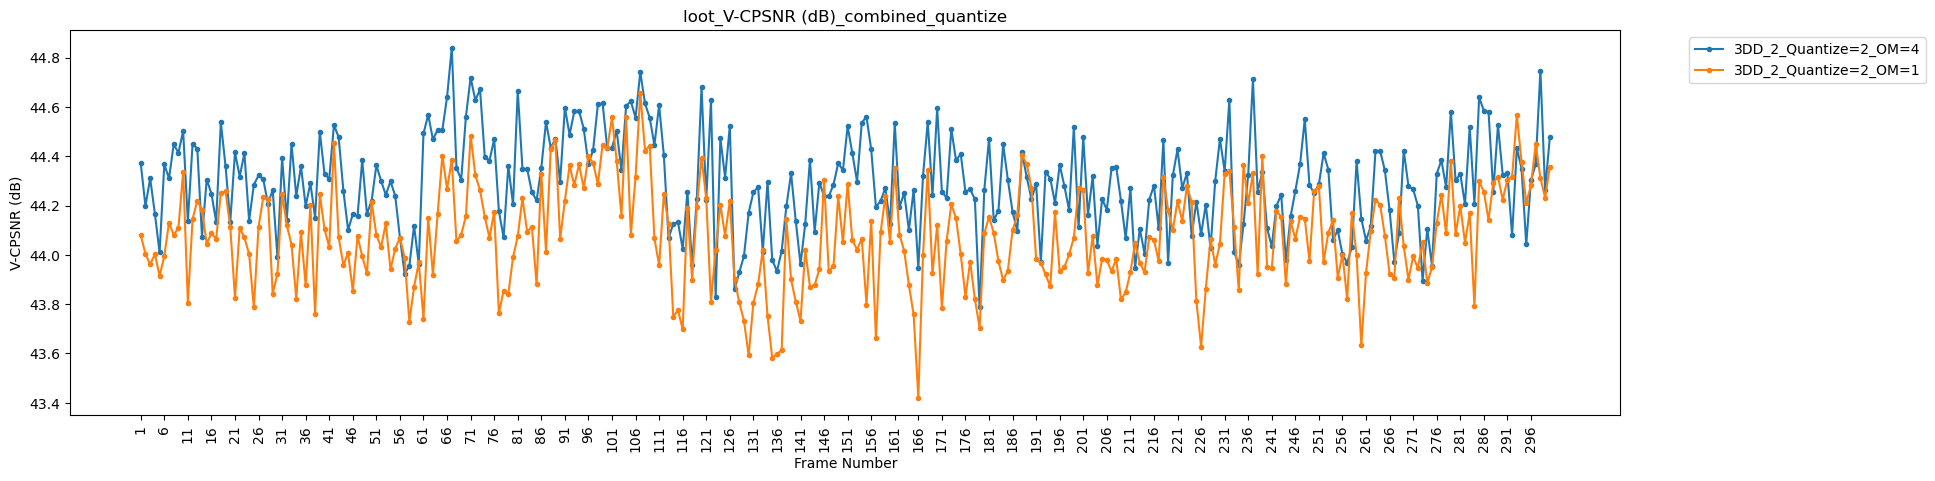 loot_V-CPSNR (dB)_combined_quantize
3DD_2_Quantize=2_OM=4
3DD_2_Quantize=2_OM=1
V-CPSNR (dB)
44.8
44.6
44.4
44.2
44.0
43.8
43.6
43.4
1 6 11 16 21 26 31 36 41 46 51 56 61 66 71 76 81 86 91 96 101 106 111 116 121 126 131 136 141 146 151 156 161 166 171 176 181 186 191 196 201 206 211 216 221 226 231 236 241 246 251 256 261 266 271 276 281 286 291 296
Frame Number